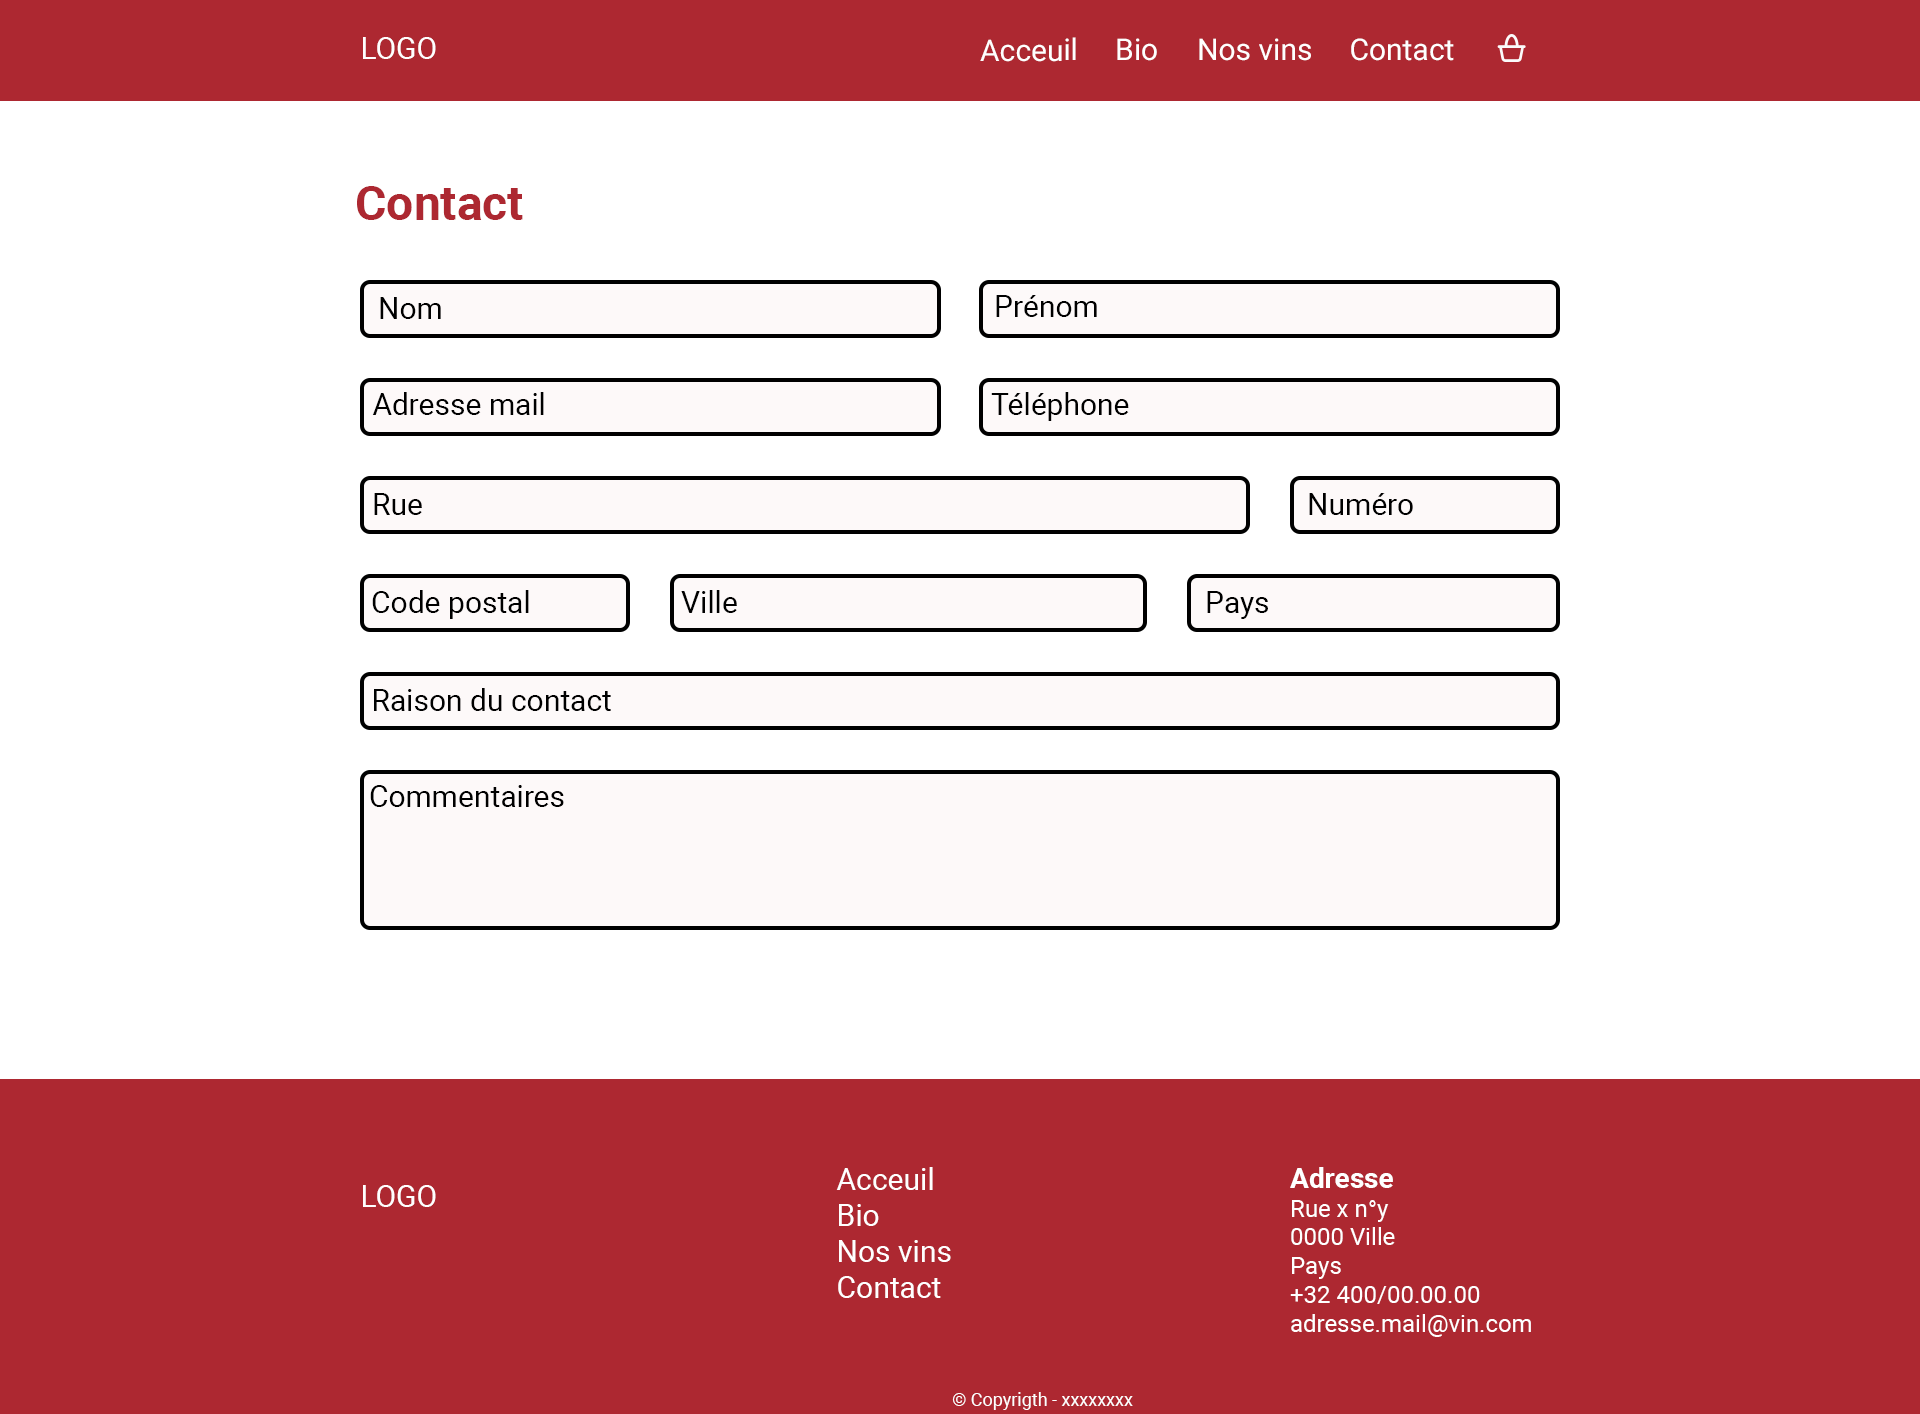 LOGO
Acceuil Bio Nos vins Contact
Contact
Nom Prénom
Adresse mail Téléphone
Rue Numéro
Code postal Ville Pays
Raison du contact
Commentaires
LOGO
Acceuil
Bio
Nos vins
Contact
Adresse
Rue x n°y
0000 Ville
Pays
+32 400/00.00.00
adresse.mail@vin.com
© Copyrigth - xxxxxxxx